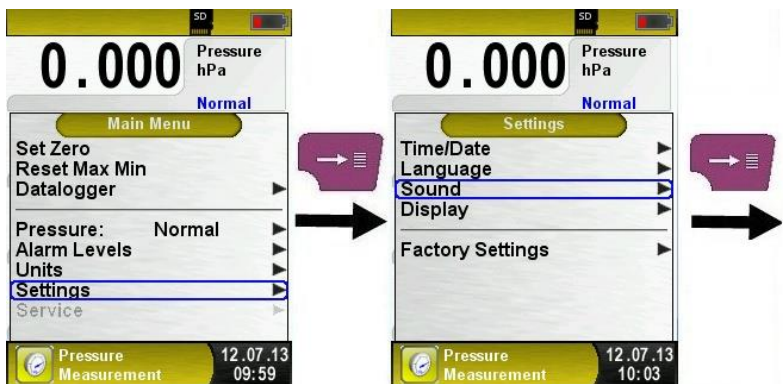 SD
0.000 Pressure
hPa
Normal
Main Menu
Set Zero
Reset Max Min
Datalogger
Pressure: Normal
Alarm Levels
Units
Settings
Service
Pressure 12.07.13
Measurement 09:59
SD
0.000 Pressure
hPa
Normal
Settings
Time/Date
Language
Sound
Display
Factory Settings
Pressure 12.07.13
Measurement 10:03